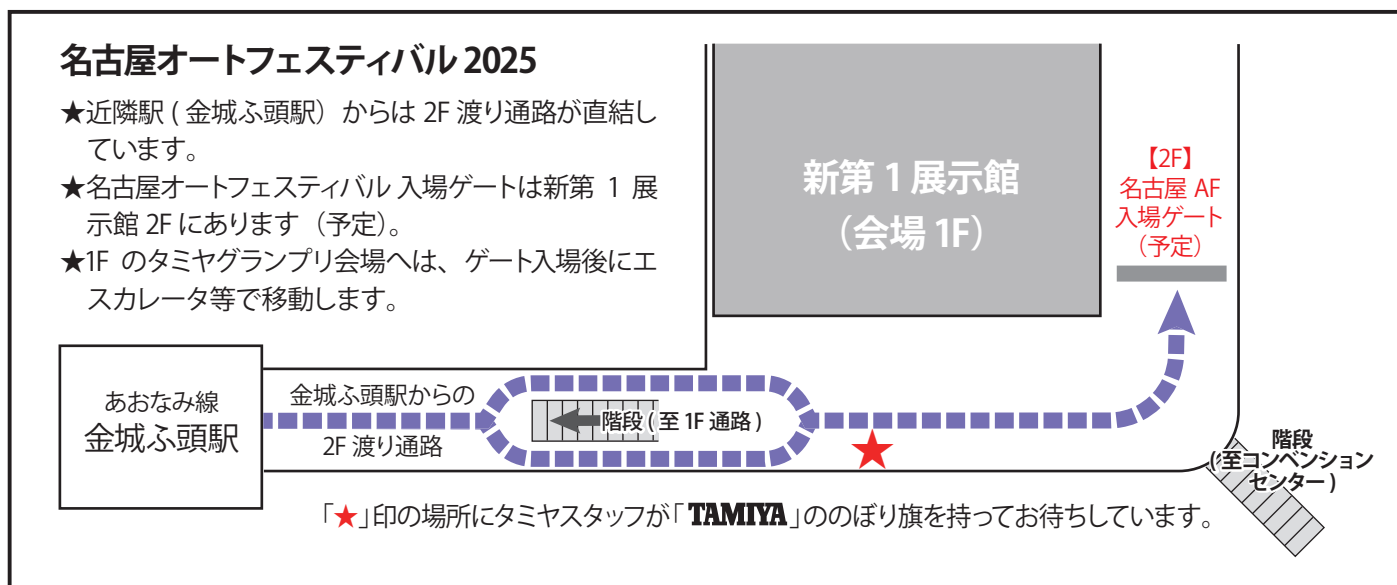 名古屋オートフェスティバル 2025
★近隣駅 ( 金城ふ頭駅） からは 2F 渡り通路が直結し
ています。
★名古屋オートフェスティバル 入場ゲートは新第 1 展
示館 2F にあります （予定）。
★1F のタミヤグランプリ会場へは、ゲート入場後にエ
スカレータ等で移動します。
新第 1 展示館
（会場 1F）
【2F】
名古屋 AF
入場ゲート
（予定）
あおなみ線
金城ふ頭駅
金城ふ頭駅からの
2F 渡り通路
階段 ( 至 1F 通路 )
階段
( 至コンベンション
センター )
「★」印の場所にタミヤスタッフが「 TAMIYA 」ののぼり旗を持ってお待ちしています。